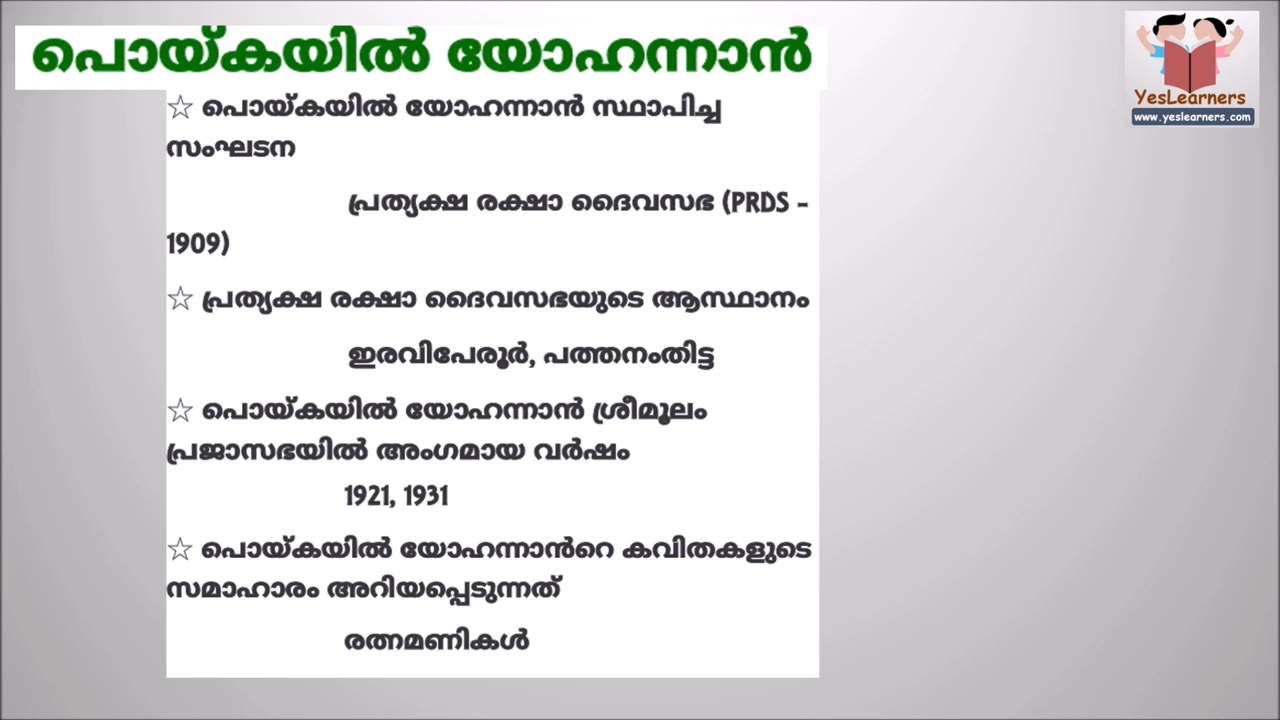 പൊയ്കയിൽ യോഹന്നാൻ
☆ പൊയ്കയിൽ യോഹന്നാൻ സ്ഥാപിച്ച
സംഘടന
പ്രത്യക്ഷ രക്ഷാ ദൈവസഭ (PRDS -
1909)
☆ പ്രത്യക്ഷ രക്ഷാ ദൈവസഭയുടെ ആസ്ഥാനം
ഇരവിപേരൂർ, പത്തനംതിട്ട
☆ പൊയ്കയിൽ യോഹന്നാൻ ശ്രീമൂലം
പ്രജാസഭയിൽ അംഗമായ വർഷം
1921, 1931
☆ പൊയ്കയിൽ യോഹന്നാൻറെ കവിതകളുടെ
സമാഹാരം അറിയപ്പെടുന്നത്
രത്നമണികൾ
YesLearners
www.yeslearners.com